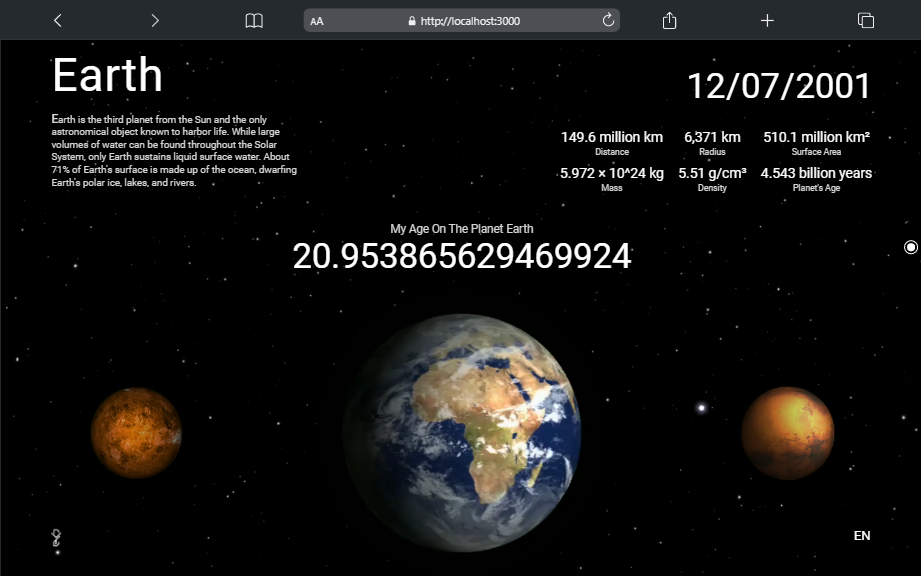 AA
http://localhost:3000
Earth
12/07/2001
Earth is the third planet from the Sun and the only
astronomical object known to harbor life. While large
volumes of water can be found throughout the Solar
System, only Earth sustains liquid surface water. About
71% of Earth's surface is made up of the ocean, dwarfing
Earth's polar ice, lakes, and rivers.
149.6 million km 6,371 km 510.1 million km²
Distance Radius Surface Area
5.972 × 10^24 kg 5.51 g/cm³ 4.543 billion years
Mass Density Planet's Age
My Age On The Planet Earth
20.953865629469924
EN